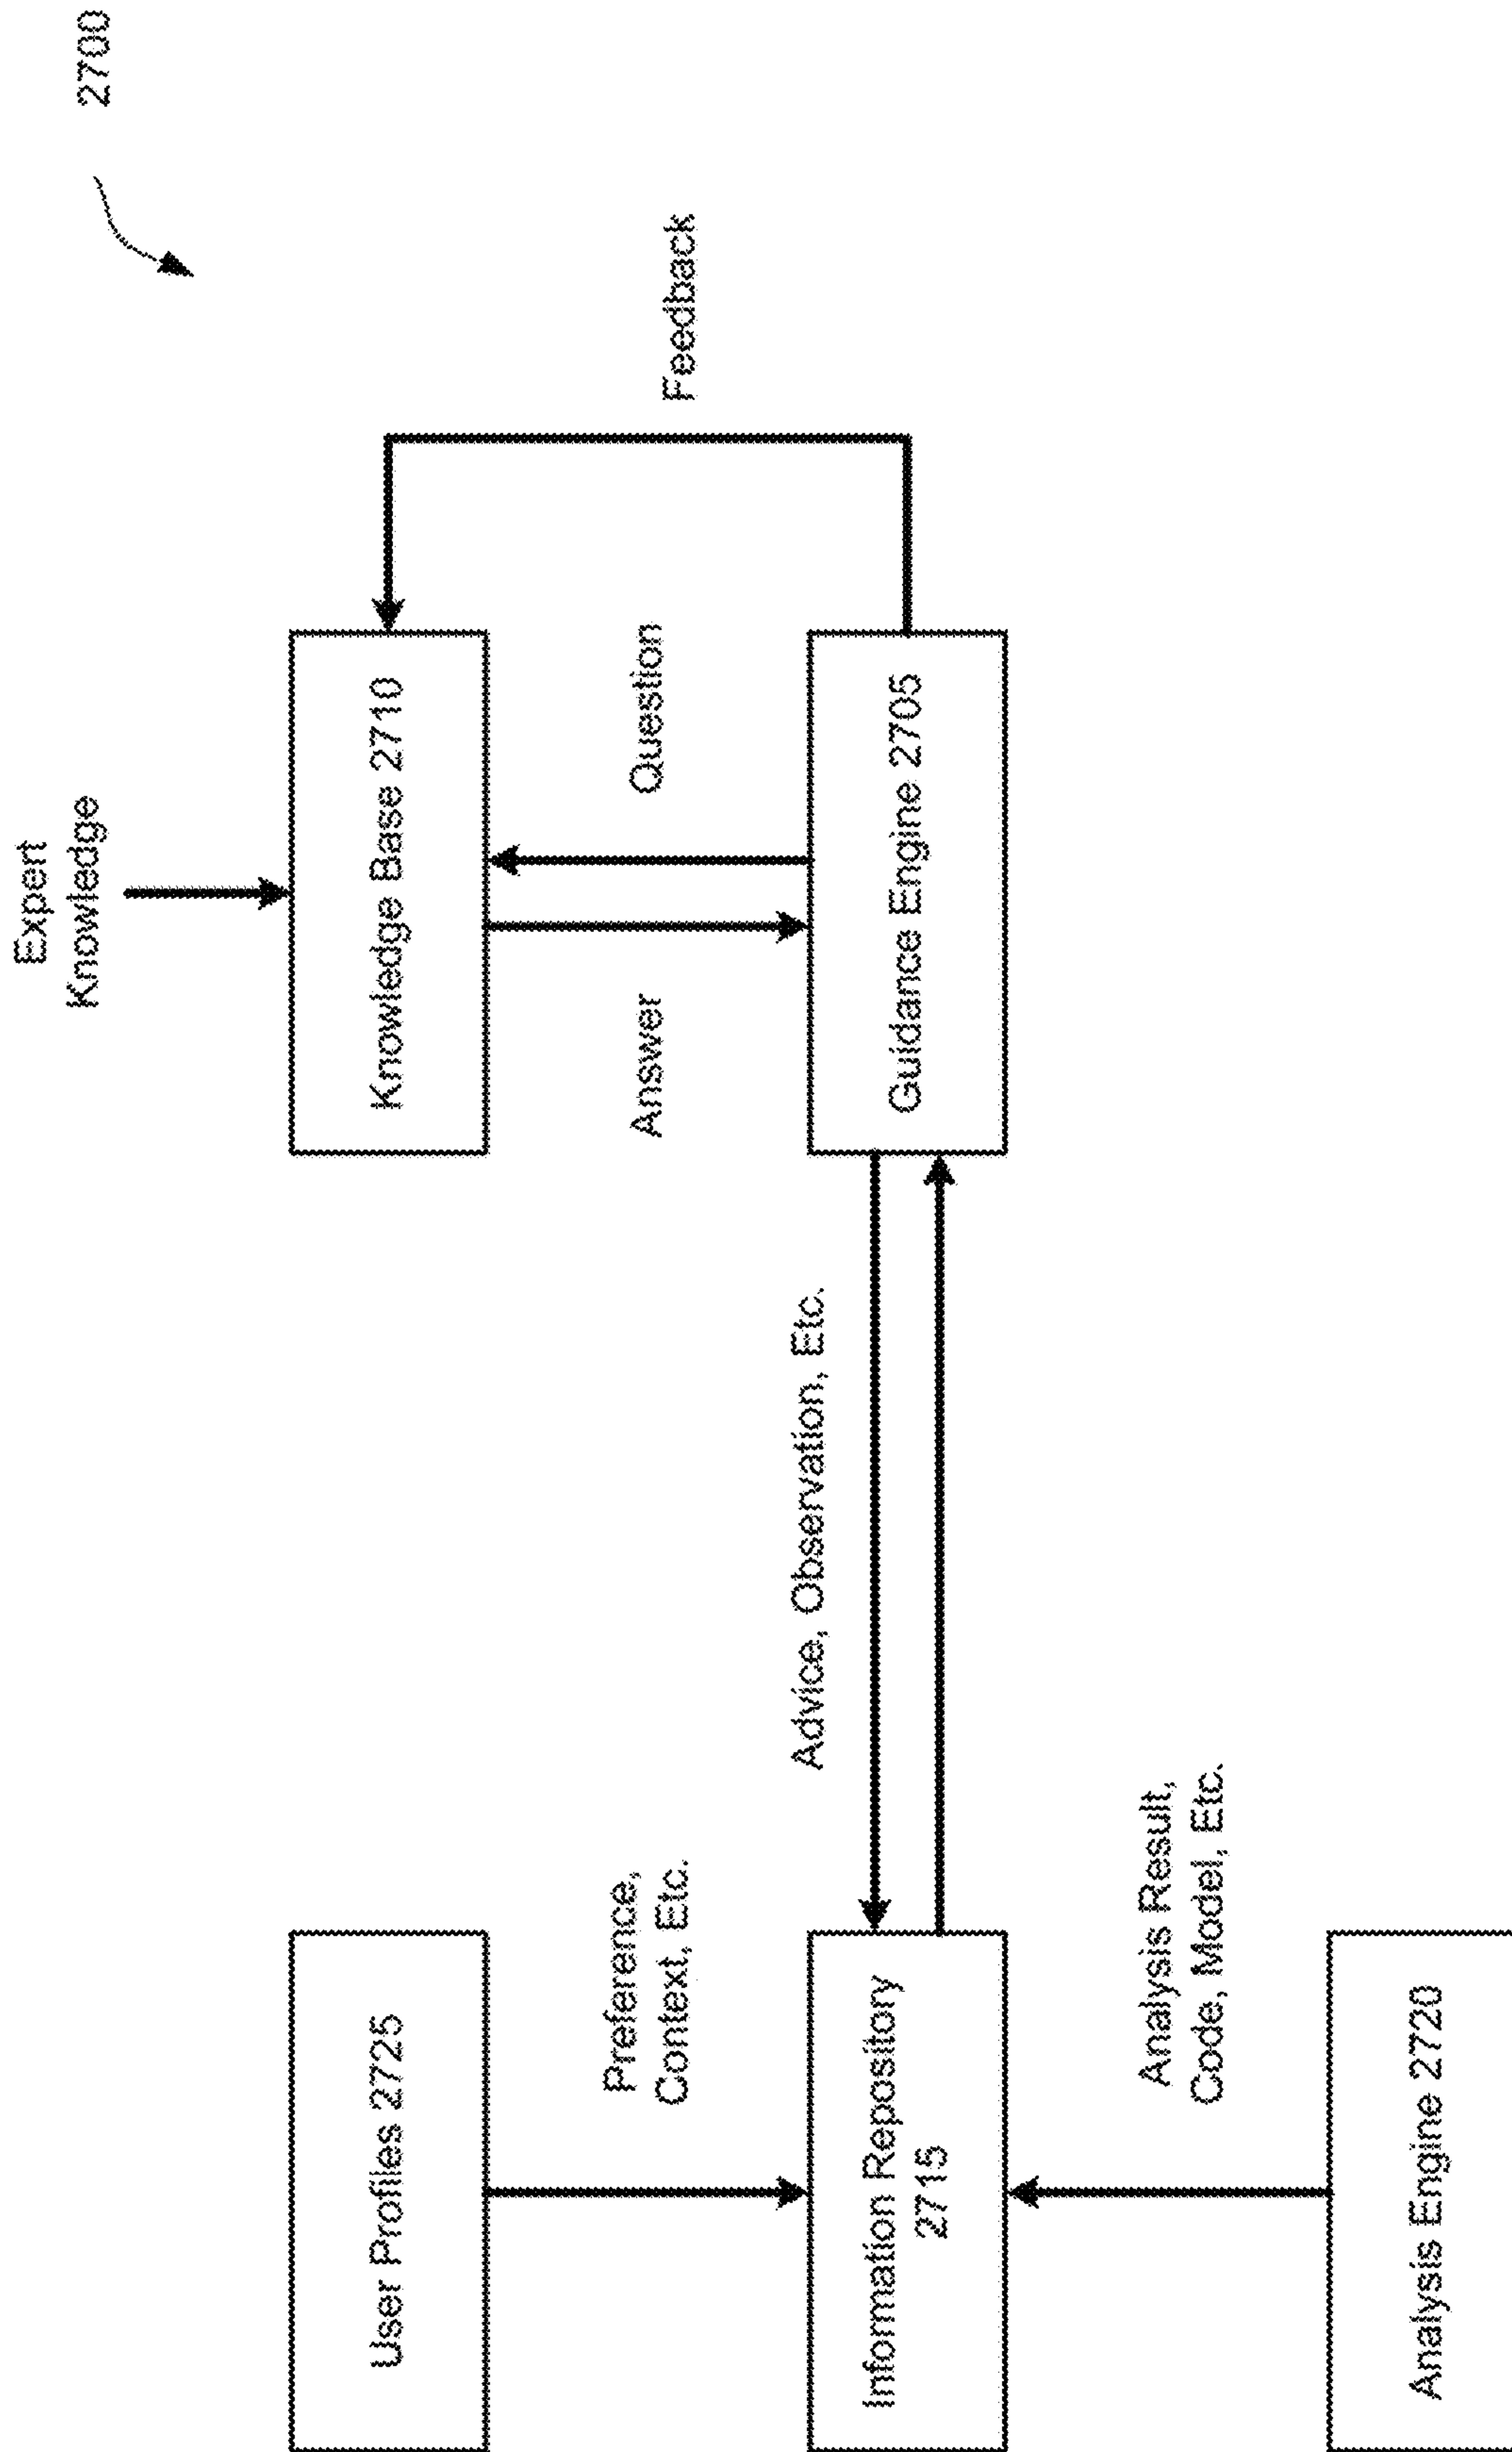 2700
Expert
Knowledge
User Profiles 2725
Knowledge Base 2710
Preference,
Context, Etc.
Answer
Question
Feedback
Advice, Observation, Etc.
Information Repository
2715
Guidance Engine 2705
Analysis Result,
Code, Model, Etc.
Analysis Engine 2720